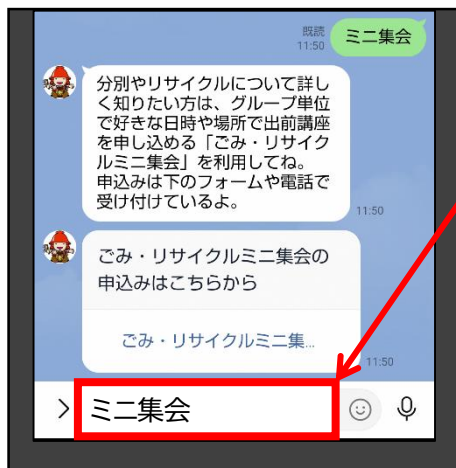 既読
11:50
ミニ集会
分別やリサイクルについて詳し
く知りたい方は、グループ単位
で好きな日時や場所で出前講座
を申し込める「ごみ・リサイク
ルミニ集会」を利用してね。
申込みは下のフォームや電話で
受け付けているよ。
11:50
ごみ・リサイクルミニ集会の
申込みはこちらから
ごみ・リサイクルミニ集...
11:50
ミニ集会